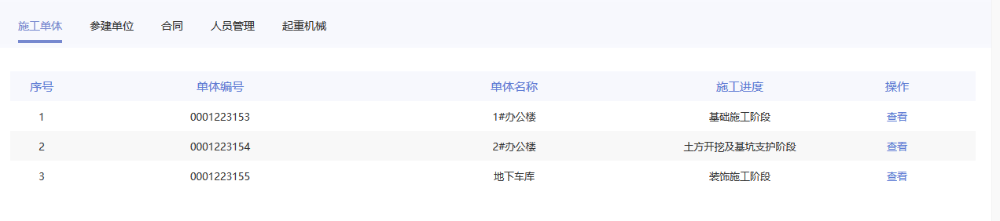 施工单体 参建单位 合同 人员管理 起重机械
序号 单体编号 单体名称 施工进度 操作
1 0001223153 1#办公楼 基础施工阶段 查看
2 0001223154 2#办公楼 土方开挖及基坑支护阶段 查看
3 0001223155 地下车库 装饰施工阶段 查看